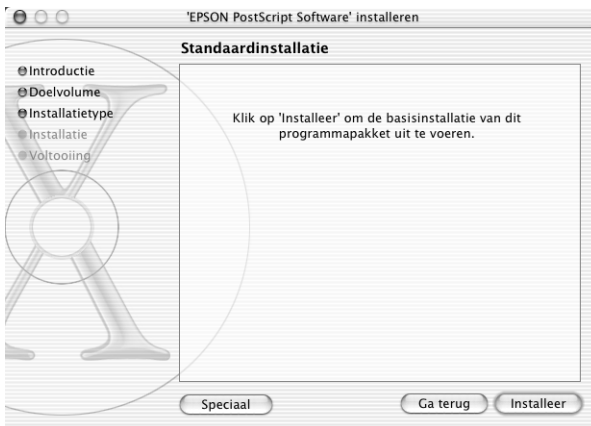 'EPSON PostScript Software' installeren
Standaardinstallatie
Introductie
Doelvolume
Installatietype
Installatie
Voltooiing
Klik op 'Installeer' om de basisinstallatie van dit
programmapakket uit te voeren.
Speciaal
Ga terug
Installeer